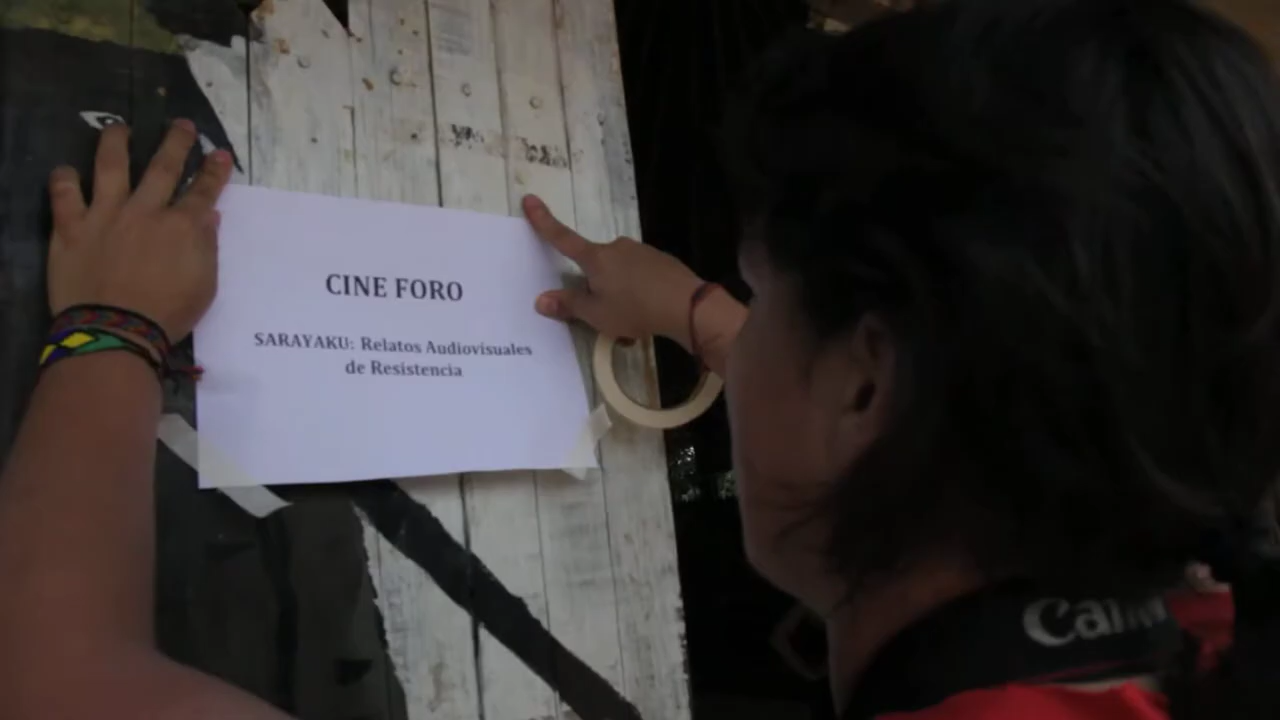 CINE FORO
SARAYAKU: Relatos Audiovisuales
de Resistencia
Canon